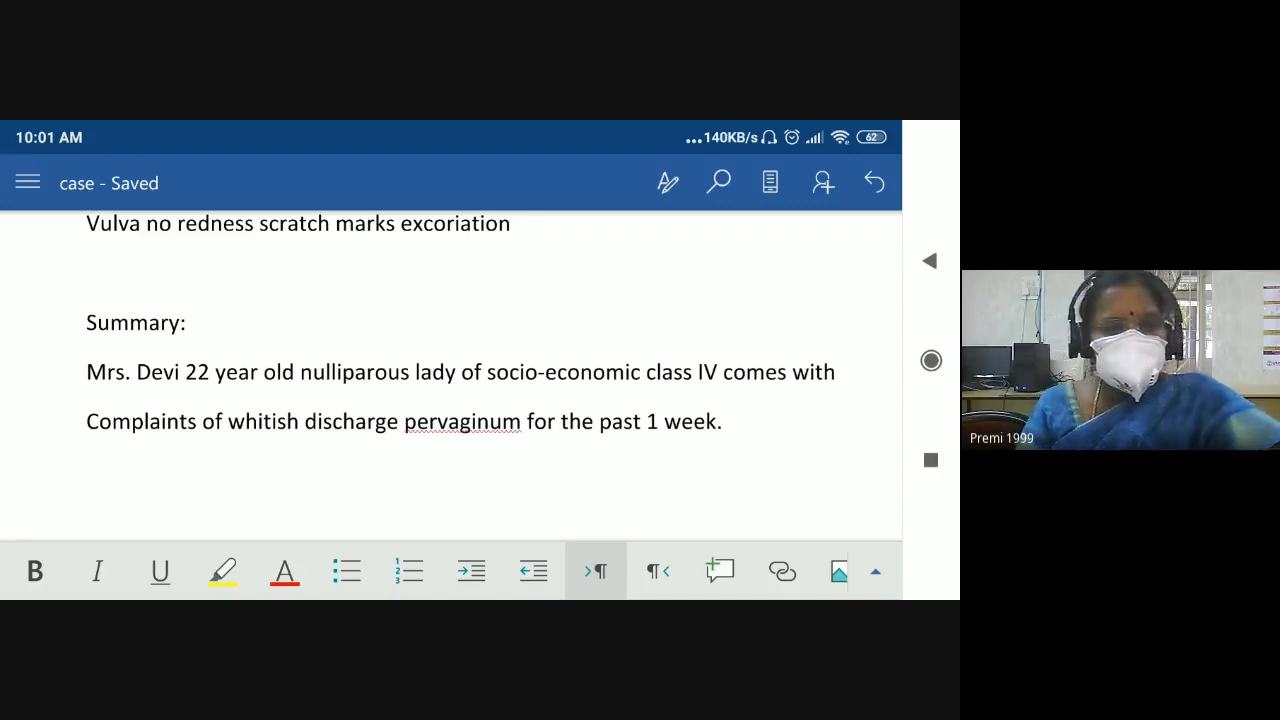 10:01 AM
...140KB/s
62
case - Saved
Vulva no redness scratch marks excoriation
Summary:
Mrs. Devi 22 year old nulliparous lady of socio-economic class IV comes with
Complaints of whitish discharge pervaginum for the past 1 week.
B I U A
Premi 1999